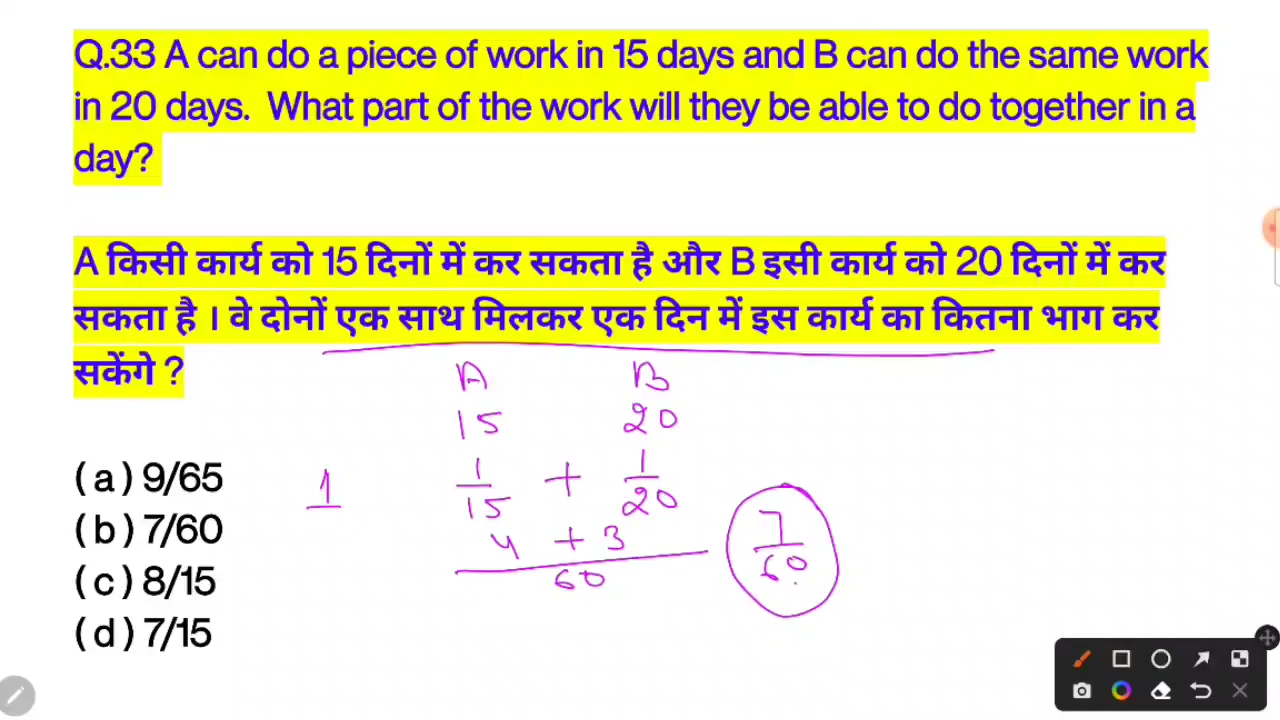 Q.33 A can do a piece of work in 15 days and B can do the same work
in 20 days. What part of the work will they be able to do together in a
day?
A किसी कार्य को 15 दिनों में कर सकता है और B इसी कार्य को 20 दिनों में कर
सकता है । वे दोनों एक साथ मिलकर एक दिन में इस कार्य का कितना भाग कर
सकेंगे ?
A B
15 20
1 1/15 + 1/20
4 + 3
60
7/60
( a ) 9/65
( b ) 7/60
( c ) 8/15
( d ) 7/15